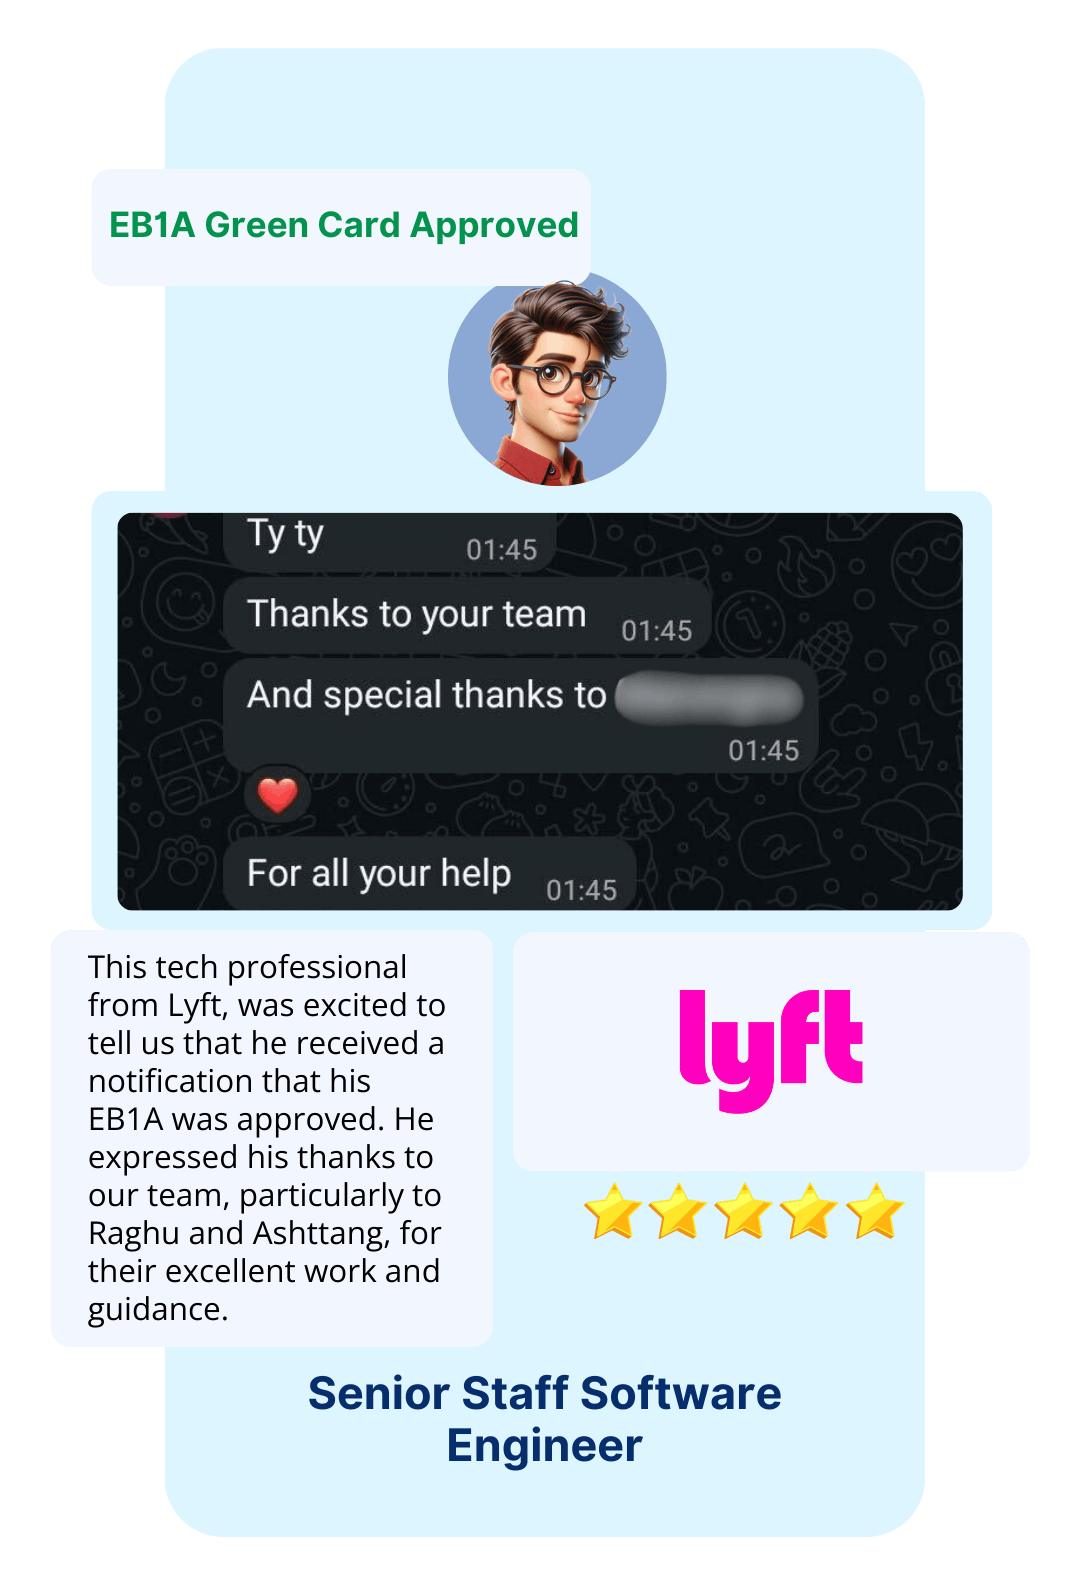 EB1A Green Card Approved
Ty ty
01:45
Thanks to your team
01:45
And special thanks to
01:45
For all your help
01:45
This tech professional
from Lyft, was excited to
tell us that he received a
notification that his
EB1A was approved. He
expressed his thanks to
our team, particularly to
Raghu and Ashttang, for
their excellent work and
guidance.
lyft
Senior Staff Software
Engineer